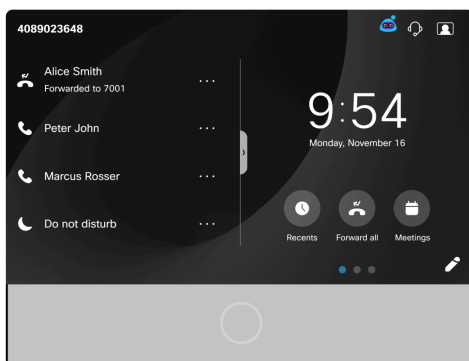 4089023648
Alice Smith
Forwarded to 7001
Peter John
Marcus Rosser
Do not disturb
9:54
Monday, November 16
Recents
Forward all
Meetings